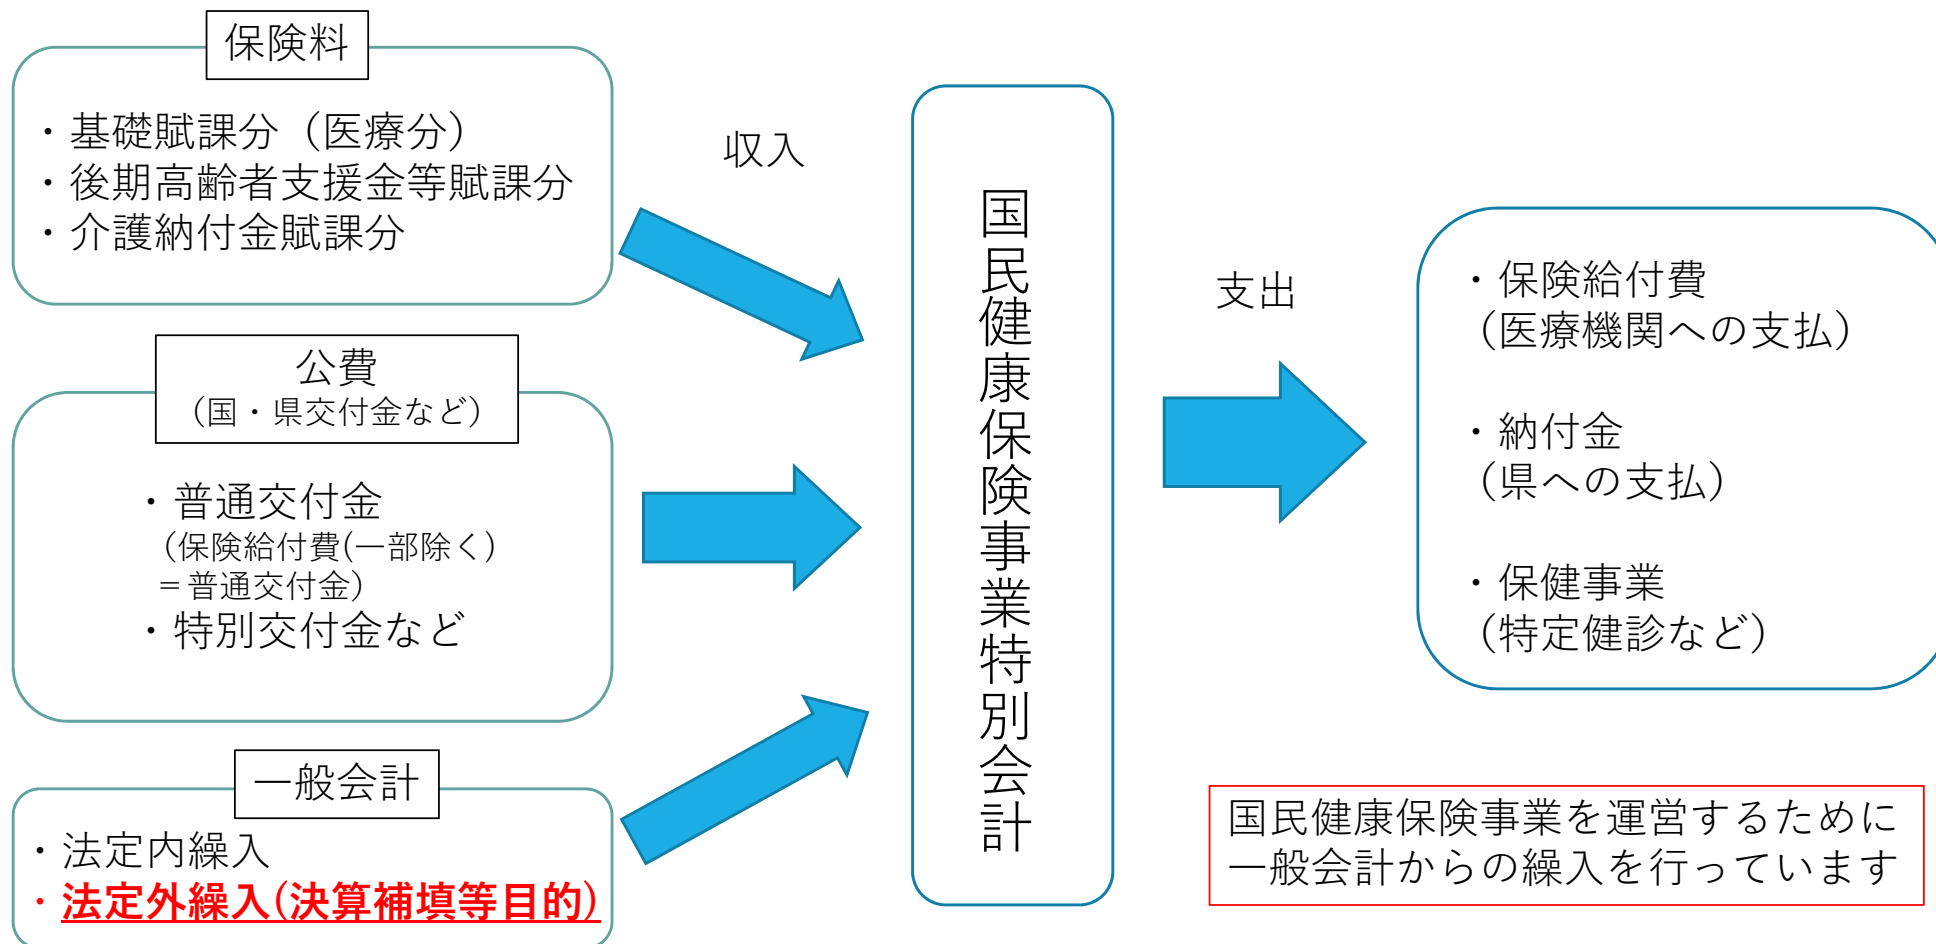 保険料
・基礎賦課分（医療分）
・後期高齢者支援金等賦課分
・介護納付金賦課分
公費
（国・県交付金など）
・普通交付金
（保険給付費(一部除く)
＝普通交付金）
・特別交付金など
一般会計
・法定内繰入
・法定外繰入(決算補填等目的)
収入
国民健康保険事業特別会計
支出
・保険給付費
（医療機関への支払）
・納付金
（県への支払）
・保健事業
（特定健診など）
国民健康保険事業を運営するために
一般会計からの繰入を行っています